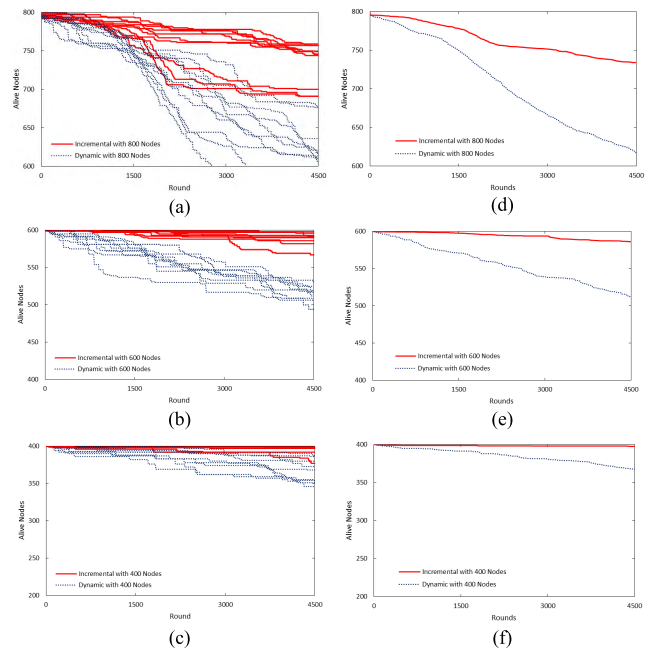 800
750
700
650
600
Alive Nodes
Incremental with 800 Nodes
Dynamic with 800 Nodes
0
1500
3000
4500
Round
(a)
800
750
700
650
600
Alive Nodes
Incremental with 800 Nodes
Dynamic with 800 Nodes
0
1500
3000
4500
Rounds
(d)
600
550
500
450
400
Alive Nodes
Incremental with 600 Nodes
Dynamic with 600 Nodes
0
1500
3000
4500
Round
(b)
600
550
500
450
400
Alive Nodes
Incremental with 600 Nodes
Dynamic with 600 Nodes
0
1500
3000
4500
Rounds
(e)
400
350
300
250
200
Alive Nodes
Incremental with 400 Nodes
Dynamic with 400 Nodes
0
1500
3000
4500
Round
(c)
400
350
300
250
200
Alive Nodes
Incremental with 400 Nodes
Dynamic with 400 Nodes
0
1500
3000
4500
Rounds
(f)